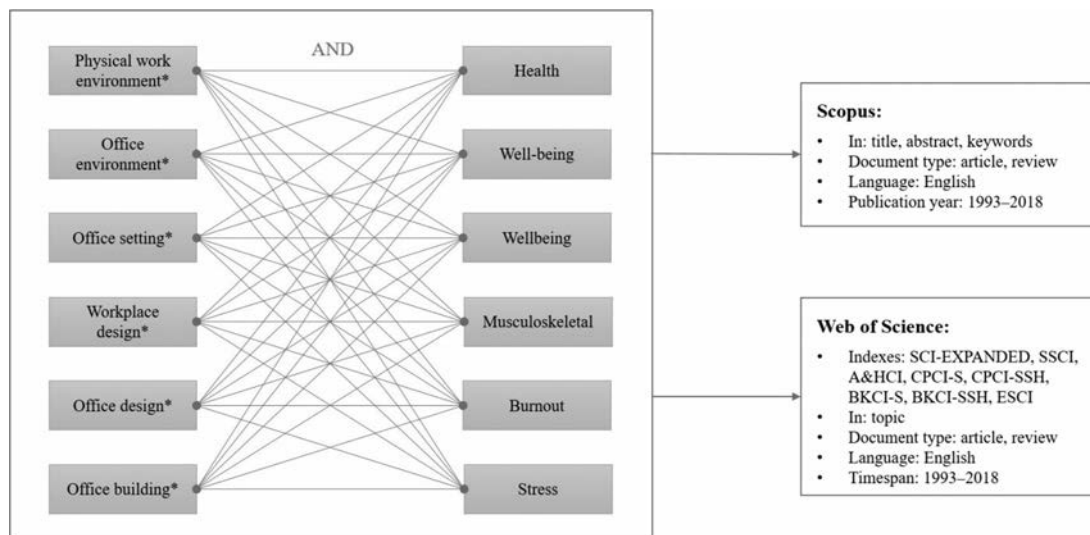 AND
Physical work
environment*
Office
environment*
Office setting*
Workplace
design*
Office design*
Office building*
Health
Well-being
Wellbeing
Musculoskeletal
Burnout
Stress
Scopus:
• In: title, abstract, keywords
• Document type: article, review
• Language: English
• Publication year: 1993–2018
Web of Science:
• Indexes: SCI-EXPANDED, SSCI,
A&HCI, CPCI-S, CPCI-SSH,
BKCI-S, BKCI-SSH, ESCI
• In: topic
• Document type: article, review
• Language: English
• Timespan: 1993–2018